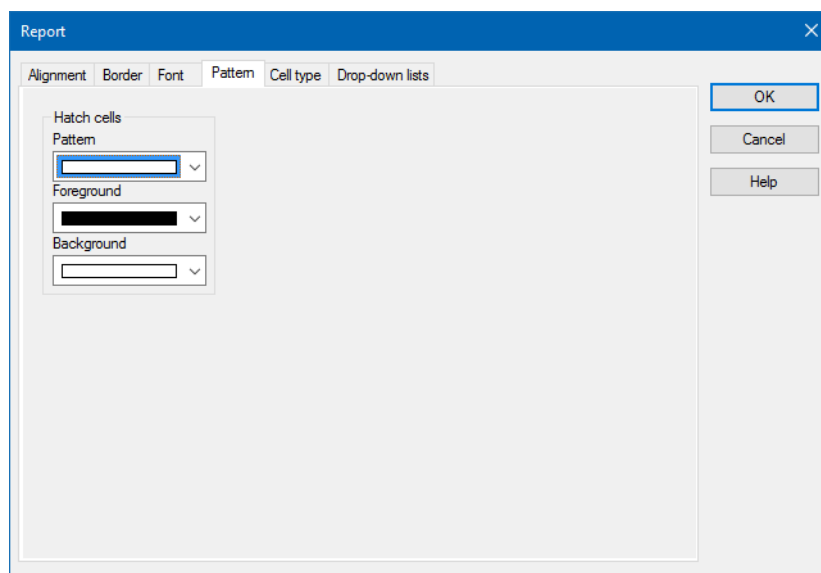 Report
Alignment Border Font Pattern Cell type Drop-down lists
OK
Hatch cells
Pattern
Cancel
Help
Foreground
Background